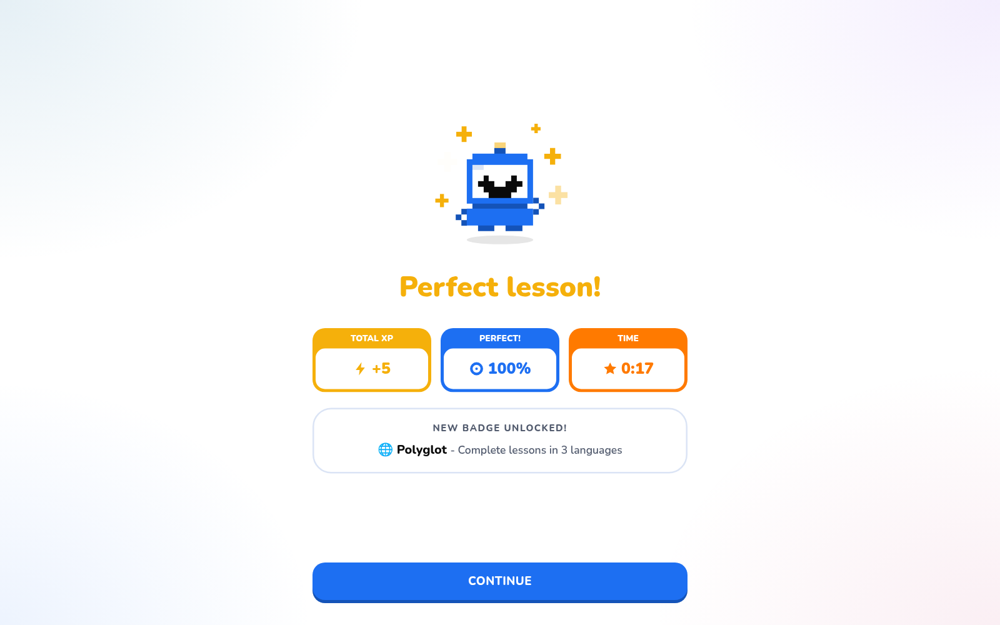 Perfect lesson!
TOTAL XP
+5
PERFECT!
100%
TIME
0:17
NEW BADGE UNLOCKED!
Polyglot - Complete lessons in 3 languages
CONTINUE